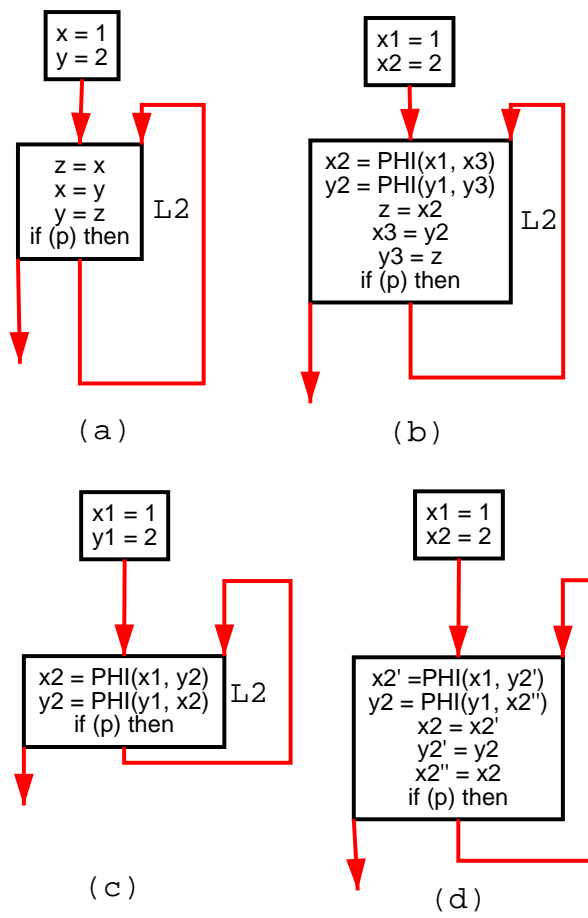 x = 1
y = 2
z = x
x = y
y = z
if (p) then
L2
(a)
x1 = 1
x2 = 2
x2 = PHI(x1, x3)
y2 = PHI(y1, y3)
z = x2
x3 = y2
y3 = z
if (p) then
L2
(b)
x1 = 1
y1 = 2
x2 = PHI(x1, y2)
y2 = PHI(y1, x2)
if (p) then
L2
(c)
x1 = 1
x2 = 2
x2' =PHI(x1, y2')
y2 = PHI(y1, x2'')
x2 = x2'
y2' = y2
x2'' = x2
if (p) then
(d)